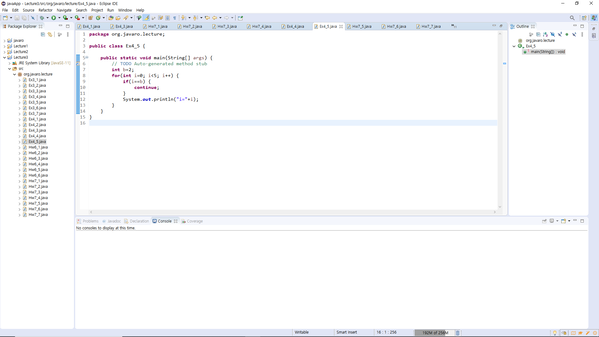 javaApp - Lecture3/src/org/javaro/lecture/Ex4_5.java - Eclipse IDE
File Edit Source Refactor Navigate Search Project Run Window Help
Package Explorer
javaro
Lecture1
Lecture2
Lecture3
JRE System Library
src
org.javaro.lecture
Ex3_1.java
Ex3_2.java
Ex3_3.java
Ex3_4.java
Ex3_5.java
Ex3_6.java
Ex3_7.java
Ex4_1.java
Ex4_2.java
Ex4_3.java
Ex4_4.java
Ex4_5.java
Hw6_1.java
Hw6_2.java
Hw6_3.java
Hw6_4.java
Hw6_5.java
Hw6_6.java
Hw7_1.java
Hw7_2.java
Hw7_3.java
Hw7_4.java
Hw7_5.java
Hw7_6.java
Hw7_7.java
Ex4_1.java Ex4_3.java Hw7_1.java Hw7_2.java Hw7_3.java Hw7_4.java Ex4_4.java Ex4_5.java Hw7_5.java Hw7_6.java Hw7_7.java
1 package org.javaro.lecture;
2
3 public class Ex4_5 {
4
5 public static void main(String[] args) {
6 // TODO Auto-generated method stub
7 int b=2;
8 for(int i=0; i<5; i++) {
9 if(i==b) {
10 continue;
11 }
12 System.out.println("i="+i);
13 }
14 }
15 }
16
Outline
org.javaro.lecture
Ex4_5
main(String[]) : void
Problems Javadoc Declaration Console Coverage
No consoles to display at this time.
Writable Smart Insert 16 : 1 : 256